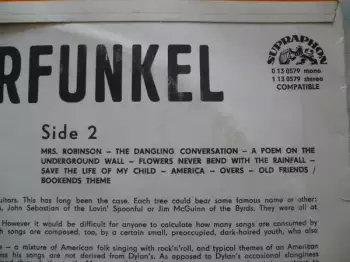 SUPRAPHON
0 13 0579 mono
1 13 0579 stereo
COMPATIBLE
RFUNKEL
Side 2
MRS. ROBINSON – THE DANGLING CONVERSATION – A POEM ON THE
UNDERGROUND WALL – FLOWERS NEVER BEND WITH THE RAINFALL –
SAVE THE LIFE OF MY CHILD – AMERICA – OVERS – OLD FRIENDS /
BOOKENDS THEME
uitars. This has long been the case. Each tree could bear some famous name or other:
, John Sebastian of the Lovin' Spoonful or Jim McGuinn of the Byrds. They were all at
However it would be difficult for anyone to calculate how many songs are consumed by
h songs are composed, too, by a certain small, preoccupied, dark-haired youth, who also
e – a mixture of American folk singing with rock'n'roll, and typical themes of an American
ss his songs are not derived from Dylan's. As opposed to Dylan's occasional slanginess